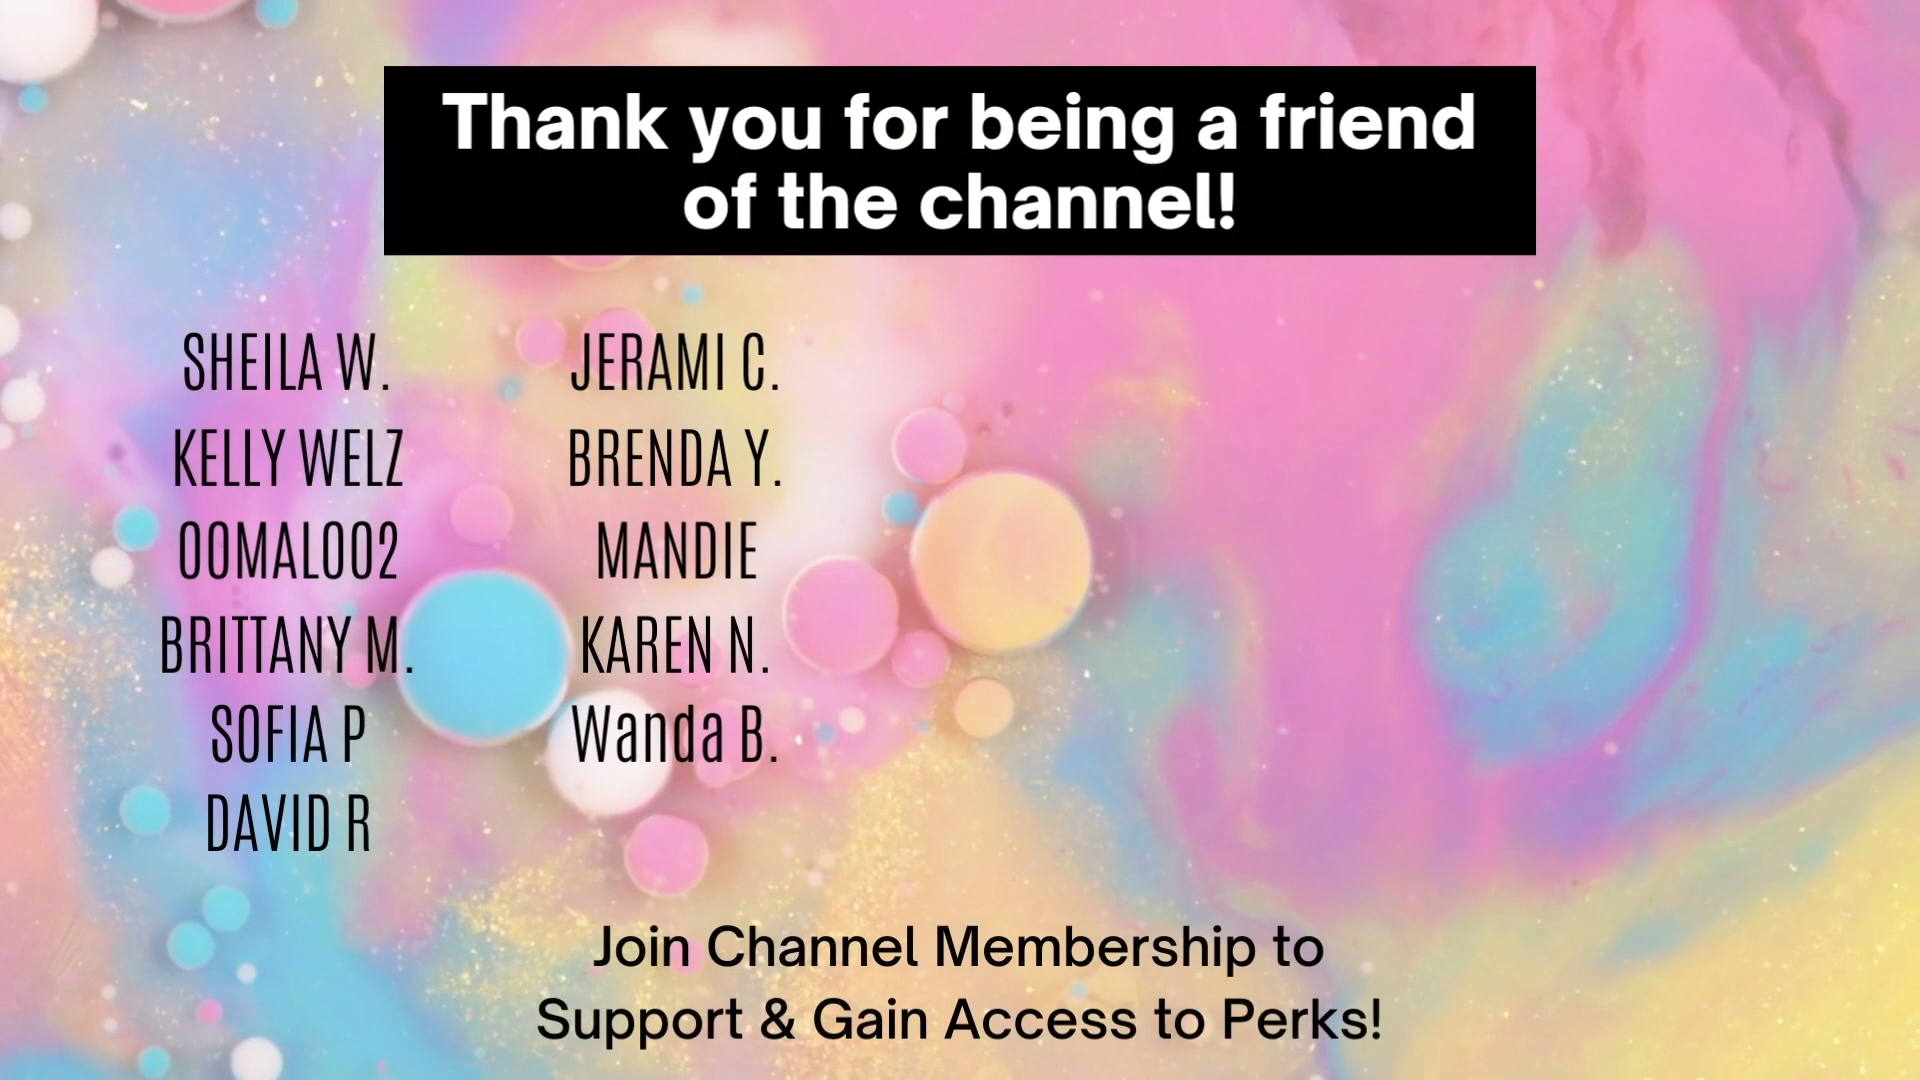 Thank you for being a friend
of the channel!
SHEILA W.
KELLY WELZ
OOMALOO2
BRITTANY M.
SOFIA P
DAVID R
JERAMI C.
BRENDA Y.
MANDIE
KAREN N.
Wanda B.
Join Channel Membership to
Support & Gain Access to Perks!